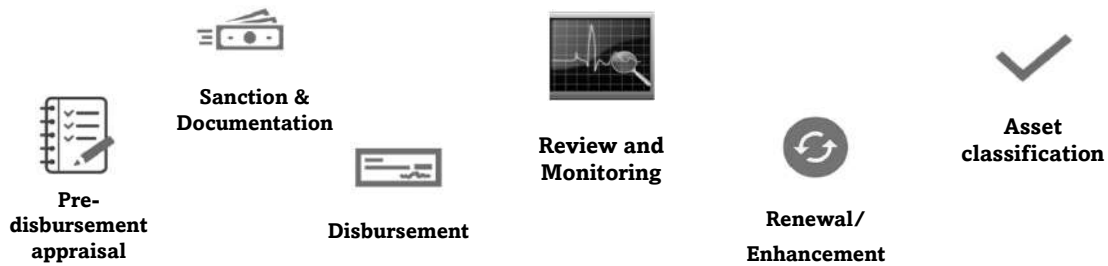 Pre-
disbursement
appraisal
Sanction &
Documentation
Disbursement
Review and
Monitoring
Renewal/
Enhancement
Asset
classification